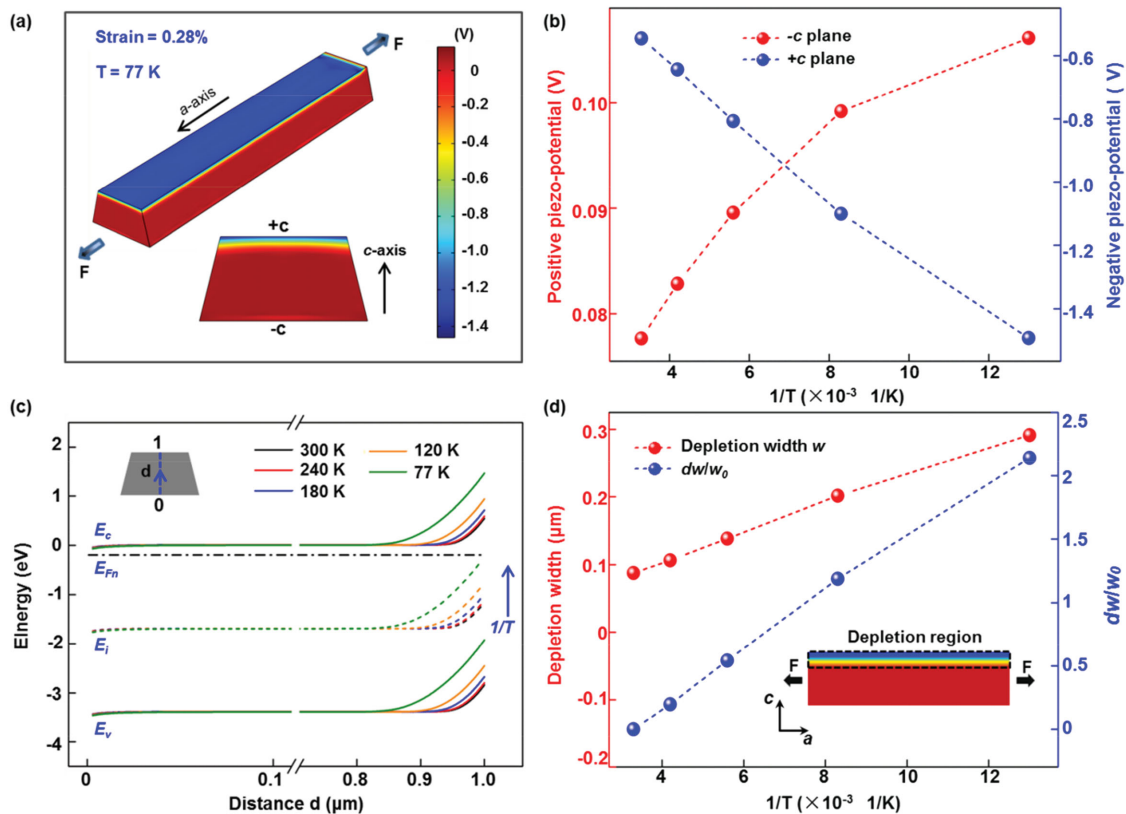 (a)
Strain = 0.28%
T = 77 K
a-axis
F
F
+c
c-axis
-c
(V)
0
-0.2
-0.4
-0.6
-0.8
-1.0
-1.2
-1.4
(b)
-c plane
+c plane
Positive piezo-potential (V)
0.10
0.09
0.08
Negative piezo-potential ( V)
-0.6
-0.8
-1.0
-1.2
-1.4
4 6 8 10 12
1/T (×10⁻³ 1/K)
(c)
1
d
0
300 K
240 K
180 K
120 K
77 K
Elnergy (eV)
2
1
0
-1
-2
-3
-4
Ec
EFn
Ei
Ev
1/T
0 0.1 0.8 0.9 1.0
Distance d (μm)
(d)
Depletion width w
dw/w0
Depletion width (μm)
0.3
0.2
0.1
0
-0.1
-0.2
dw/w0
2.5
2
1.5
1
0.5
0
Depletion region
F
F
c
a
4 6 8 10 12
1/T (×10⁻³ 1/K)